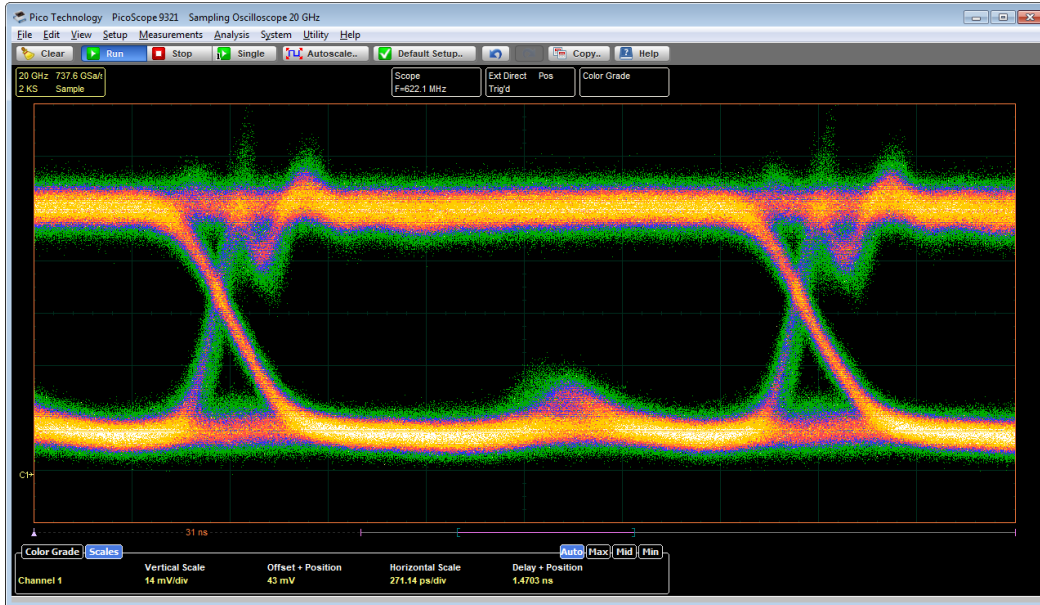 Pico Technology PicoScope 9321 Sampling Oscilloscope 20 GHz
File Edit View Setup Measurements Analysis System Utility Help
Clear Run Stop Single Autoscale.. Default Setup.. Copy.. Help
20 GHz 737.6 GSa/s Scope Ext Direct Pos Color Grade
2 KS Sample F=622.1 MHz Trig'd
C1
31 ns
Color Grade Scales Auto Max Mid Min
Vertical Scale Offset + Position Horizontal Scale Delay + Position
Channel 1 14 mV/div 43 mV 271.14 ps/div 1.4703 ns